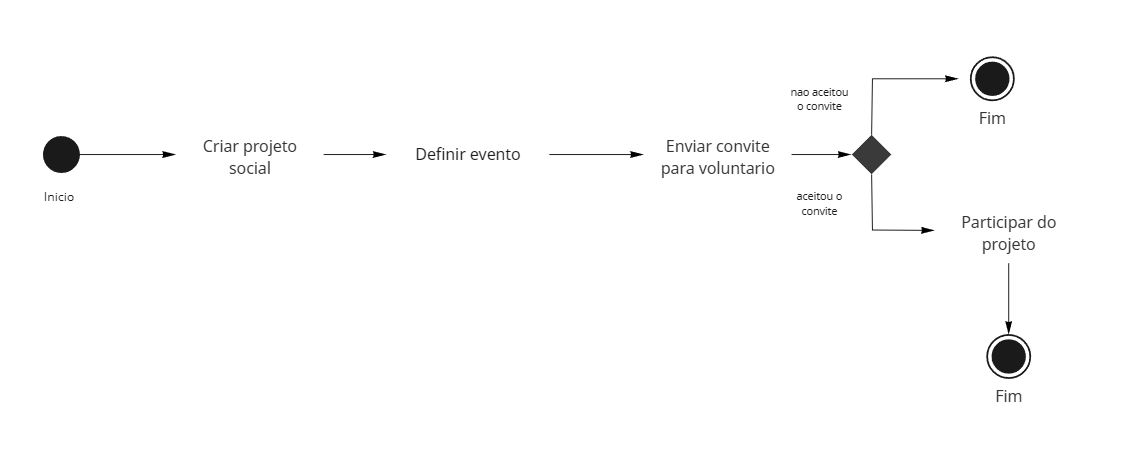 Inicio
Criar projeto
social
Definir evento
Enviar convite
para voluntario
nao aceitou
o convite
Fim
aceitou o
convite
Participar do
projeto
Fim